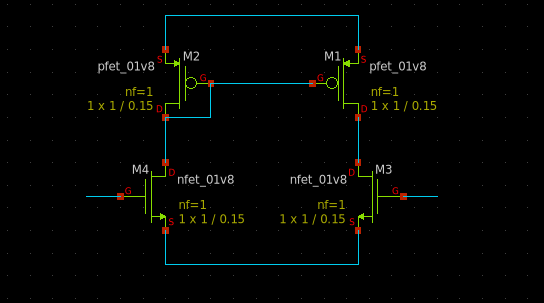 S M2 M1 S
pfet_01v8 G G pfet_01v8
nf=1 nf=1
1 x 1 / 0.15 D D 1 x 1 / 0.15
M4 D D M3
nfet_01v8 nfet_01v8
G G
nf=1 nf=1
S 1 x 1 / 0.15 1 x 1 / 0.15 S